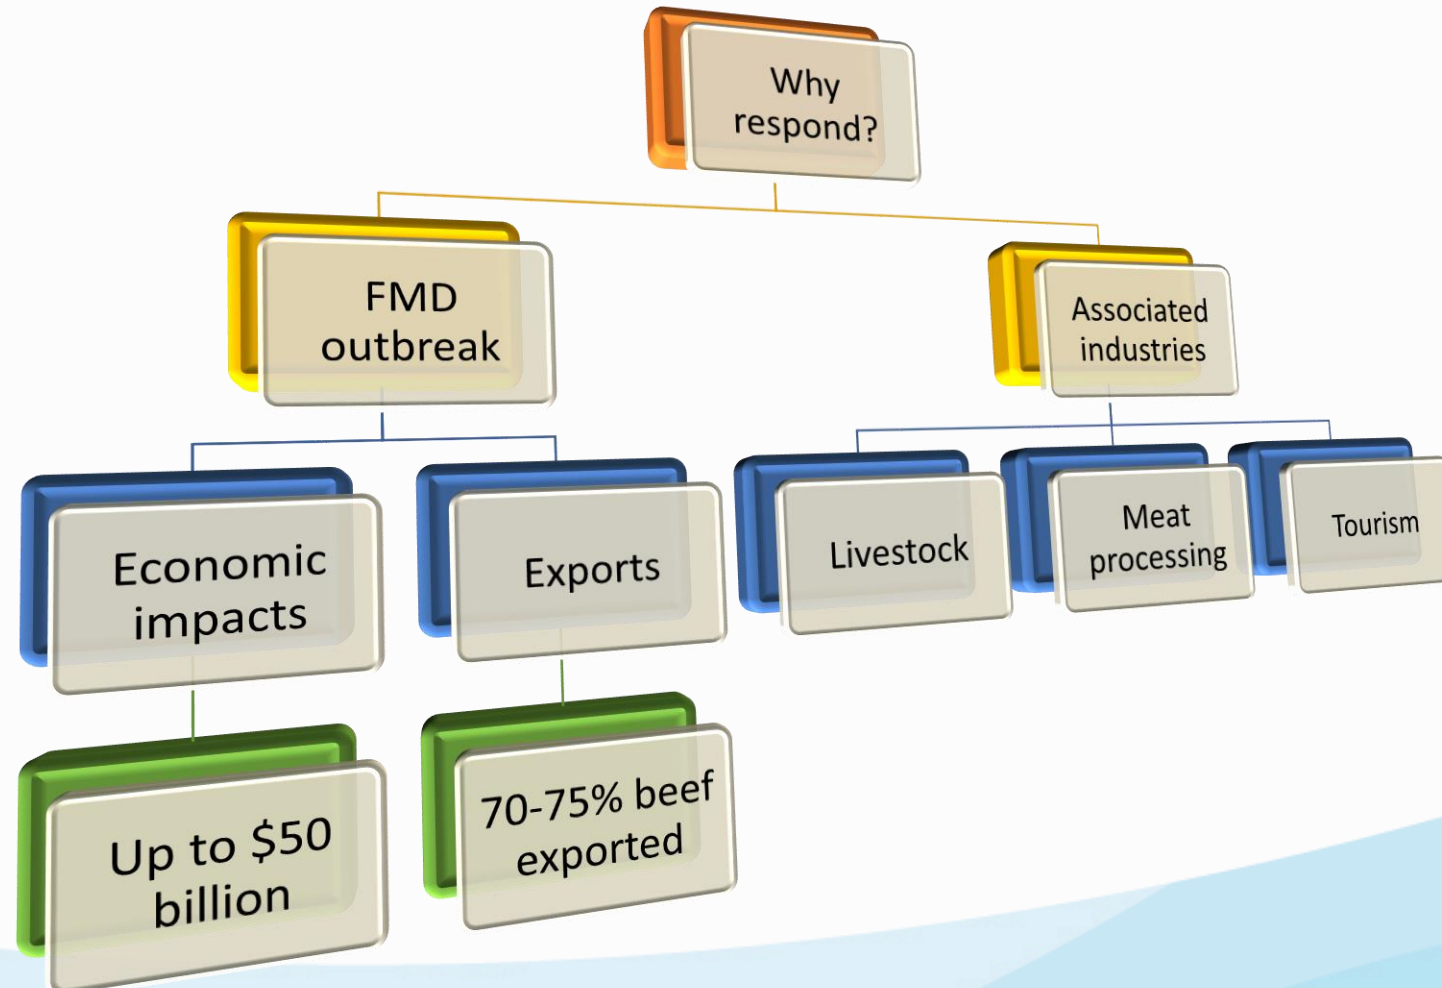 Why
respond?
FMD
outbreak
Associated
industries
Economic
impacts
Exports
Livestock
Meat
processing
Tourism
Up to $50
billion
70-75% beef
exported